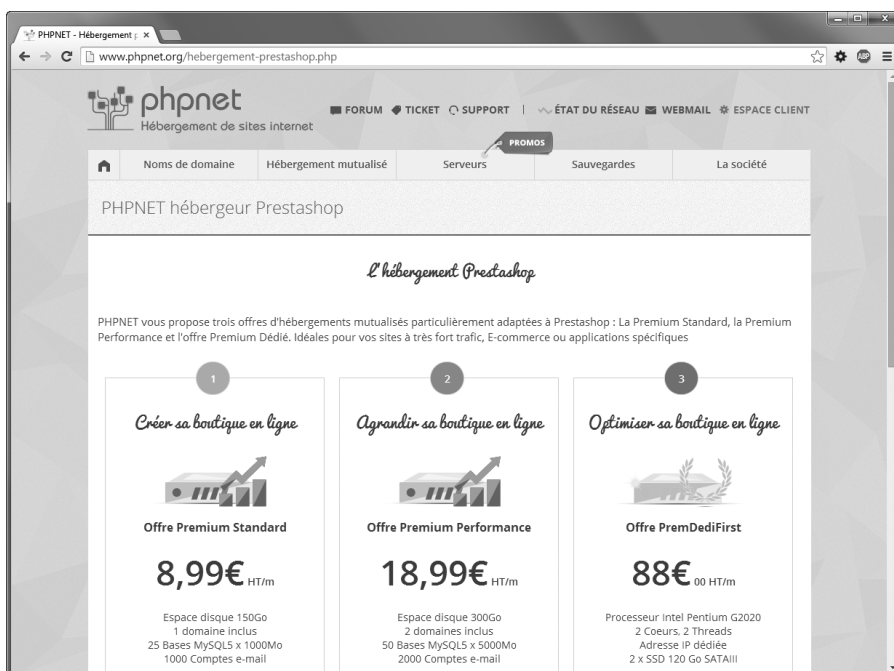 PHPNET - Hébergement p
www.phpnet.org/hebergement-prestashop.php
ABP
phpnet
Hébergement de sites internet
FORUM TICKET SUPPORT | ÉTAT DU RÉSEAU WEBMAIL ESPACE CLIENT
PROMOS
Noms de domaine Hébergement mutualisé Serveurs Sauvegardes La société
PHPNET hébergeur Prestashop
L'hébergement Prestashop
PHPNET vous propose trois offres d'hébergements mutualisés particulièrement adaptées à Prestashop : La Premium Standard, la Premium
Performance et l'offre Premium Dédié. Idéales pour vos sites à très fort trafic, E-commerce ou applications spécifiques
1
Créer sa boutique en ligne
Offre Premium Standard
8,99€ HT/m
Espace disque 150Go
1 domaine inclus
25 Bases MySQL5 x 1000Mo
1000 Comptes e-mail
2
Agrandir sa boutique en ligne
Offre Premium Performance
18,99€ HT/m
Espace disque 300Go
2 domaines inclus
50 Bases MySQL5 x 5000Mo
2000 Comptes e-mail
3
Optimiser sa boutique en ligne
Offre PremDediFirst
88€ 00 HT/m
Processeur Intel Pentium G2020
2 Coeurs, 2 Threads
Adresse IP dédiée
2 x SSD 120 Go SATAIII